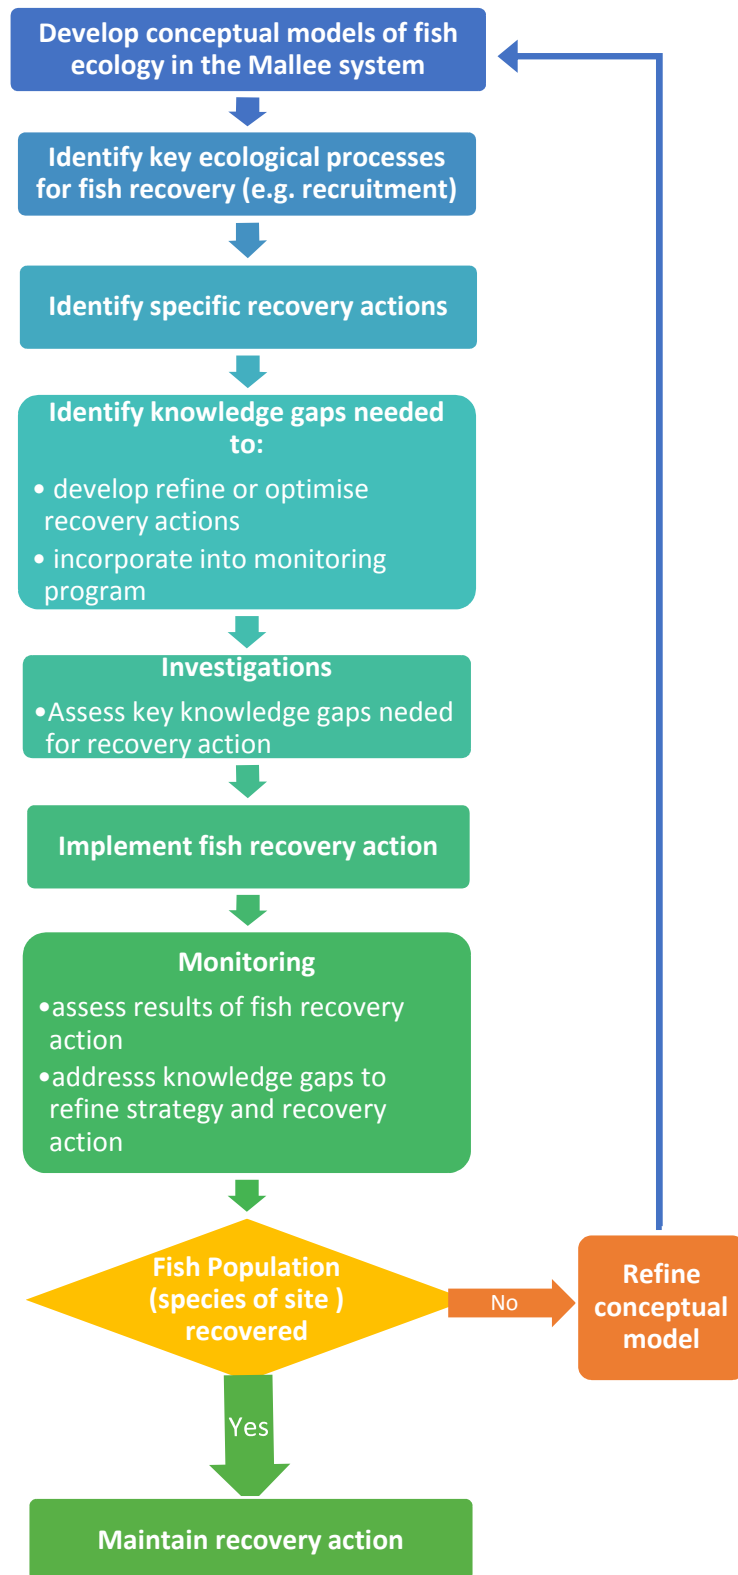 Develop conceptual models of fish
ecology in the Mallee system
Identify key ecological processes
for fish recovery (e.g. recruitment)
Identify specific recovery actions
Identify knowledge gaps needed
to:
• develop refine or optimise
recovery actions
• incorporate into monitoring
program
Investigations
•Assess key knowledge gaps neded
for recovery action
Implement fish recovery action
Monitoring
•assess results of fish recovery
action
•addresss knowledge gaps to
refine strategy and recovery
action
Fish Population
(species of site )
recovered
No
Refine
conceptual
model
Yes
Maintain recovery action